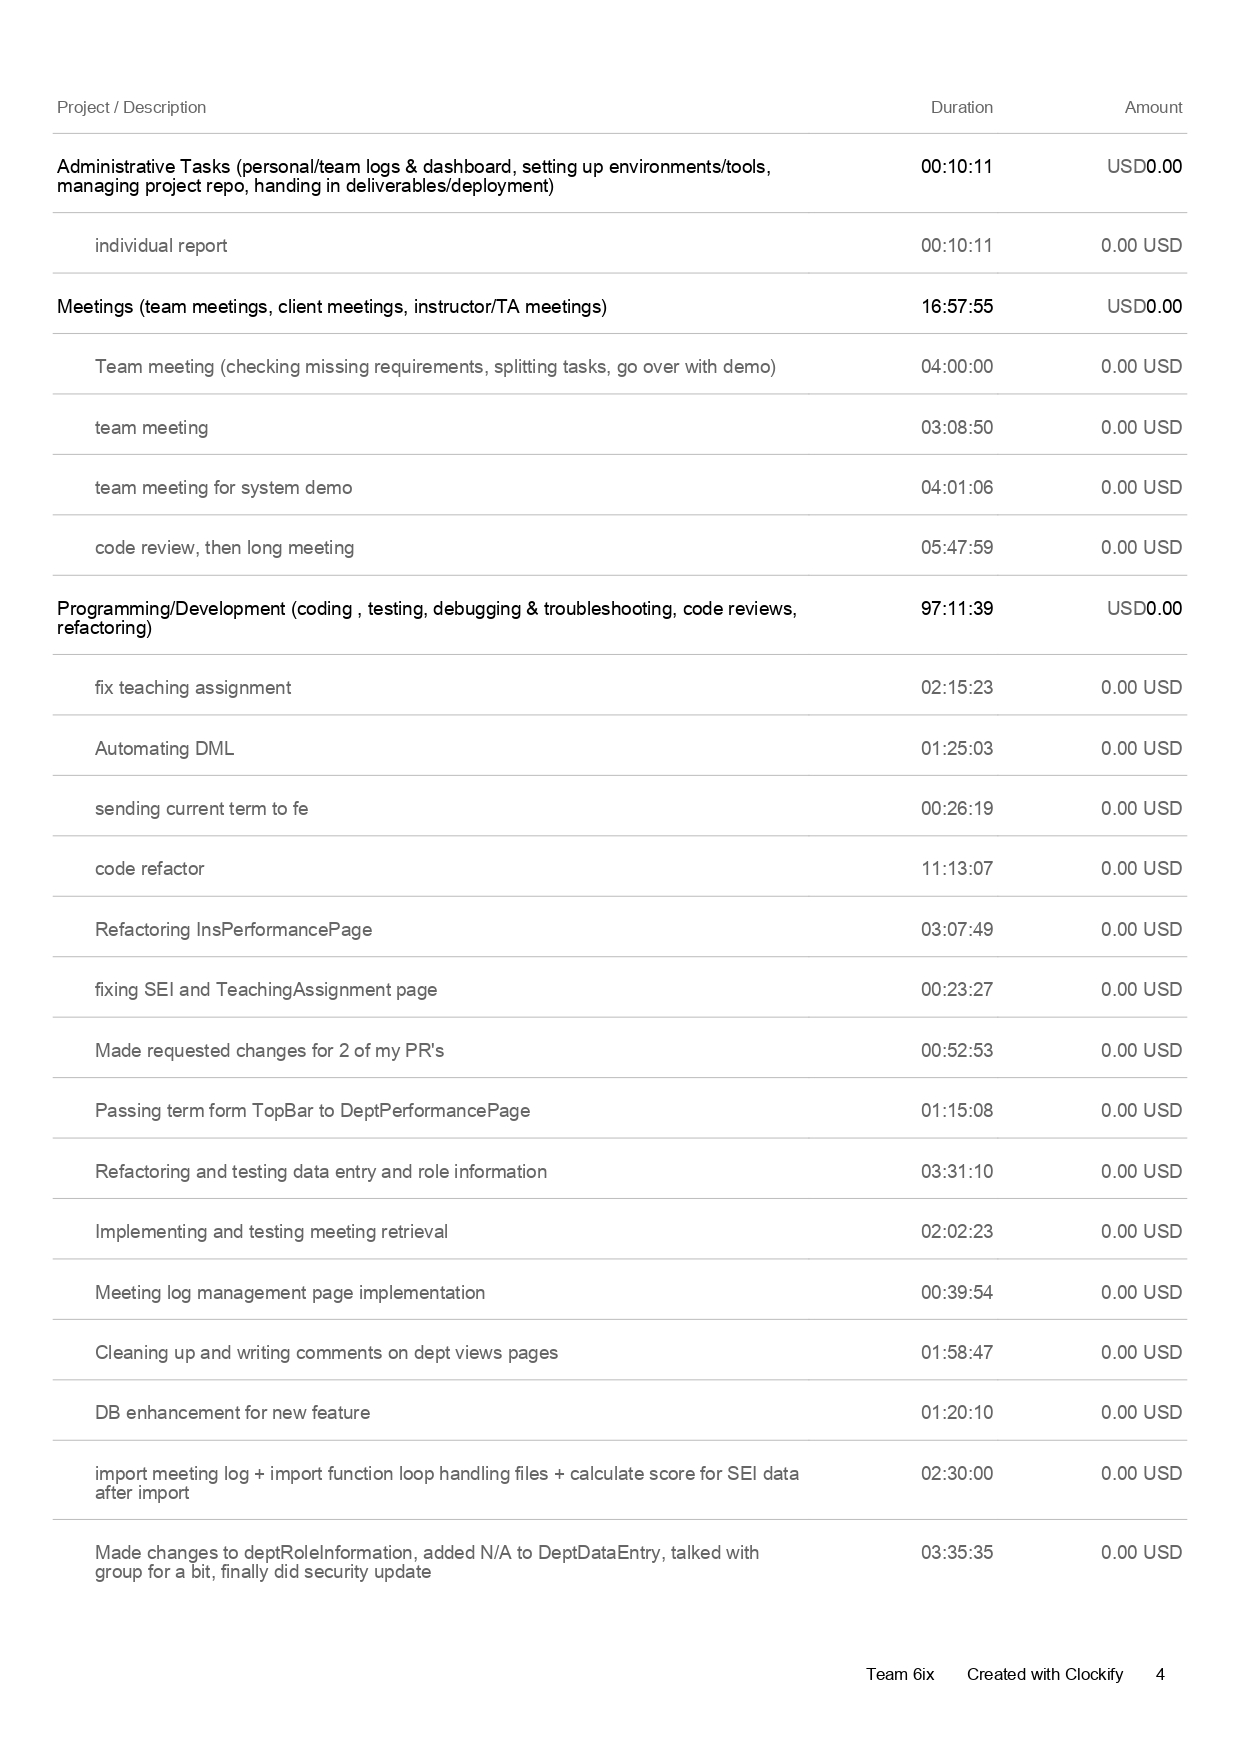 Project / Description Duration Amount
Administrative Tasks (personal/team logs & dashboard, setting up environments/tools, 00:10:11 USD0.00
managing project repo, handing in deliverables/deployment)
individual report 00:10:11 0.00 USD
Meetings (team meetings, client meetings, instructor/TA meetings) 16:57:55 USD0.00
Team meeting (checking missing requirements, splitting tasks, go over with demo) 04:00:00 0.00 USD
team meeting 03:08:50 0.00 USD
team meeting for system demo 04:01:06 0.00 USD
code review, then long meeting 05:47:59 0.00 USD
Programming/Development (coding , testing, debugging & troubleshooting, code reviews, 97:11:39 USD0.00
refactoring)
fix teaching assignment 02:15:23 0.00 USD
Automating DML 01:25:03 0.00 USD
sending current term to fe 00:26:19 0.00 USD
code refactor 11:13:07 0.00 USD
Refactoring InsPerformancePage 03:07:49 0.00 USD
fixing SEI and TeachingAssignment page 00:23:27 0.00 USD
Made requested changes for 2 of my PR's 00:52:53 0.00 USD
Passing term form TopBar to DeptPerformancePage 01:15:08 0.00 USD
Refactoring and testing data entry and role information 03:31:10 0.00 USD
Implementing and testing meeting retrieval 02:02:23 0.00 USD
Meeting log management page implementation 00:39:54 0.00 USD
Cleaning up and writing comments on dept views pages 01:58:47 0.00 USD
DB enhancement for new feature 01:20:10 0.00 USD
import meeting log + import function loop handling files + calculate score for SEI data 02:30:00 0.00 USD
after import
Made changes to deptRoleInformation, added N/A to DeptDataEntry, talked with 03:35:35 0.00 USD
group for a bit, finally did security update
Team 6ix Created with Clockify 4